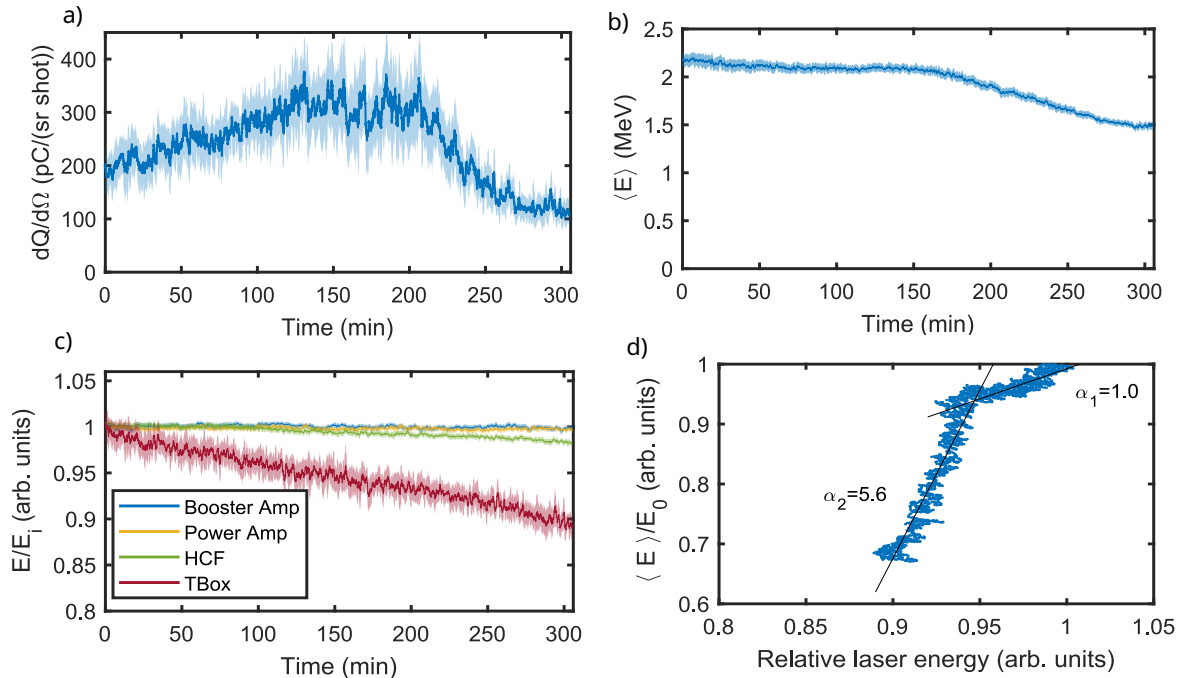 a)
dQ/dΩ (pC/(sr shot))
400
300
200
100
0
0 50 100 150 200 250 300
Time (min)
b)
⟨E⟩ (MeV)
2.5
2
1.5
1
0.5
0
0 50 100 150 200 250 300
Time (min)
c)
E/E_i (arb. units)
1.05
1
0.95
0.9
0.85
0.8
Booster Amp
Power Amp
HCF
TBox
0 50 100 150 200 250 300
Time (min)
d)
⟨ E ⟩/E_0 (arb. units)
1
0.9
0.8
0.7
0.6
α_1=1.0
α_2=5.6
0.8 0.85 0.9 0.95 1 1.05
Relative laser energy (arb. units)